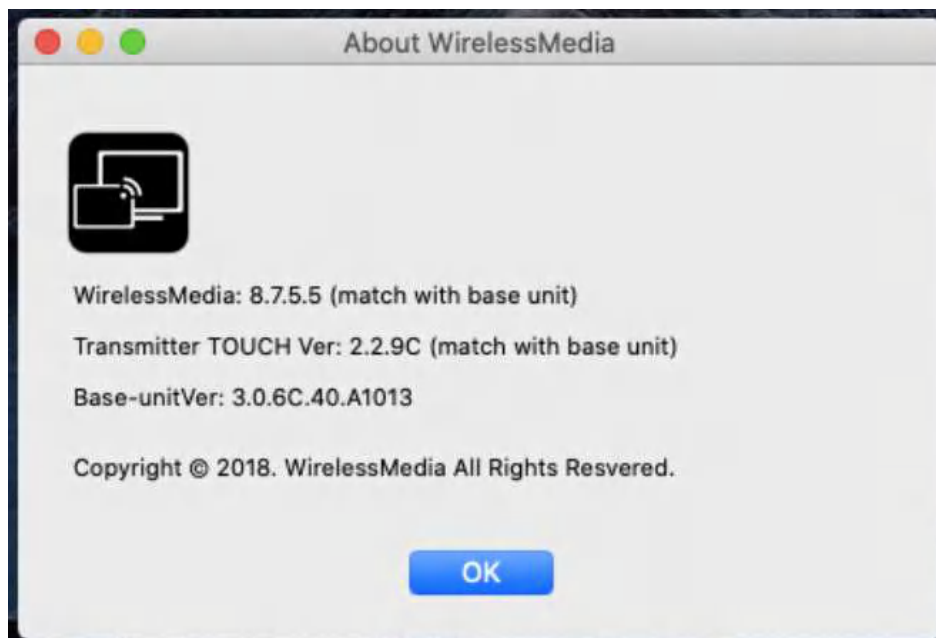 About WirelessMedia
WirelessMedia: 8.7.5.5 (match with base unit)
Transmitter TOUCH Ver: 2.2.9C (match with base unit)
Base-unitVer: 3.0.6C.40.A1013
Copyright © 2018. WirelessMedia All Rights Resvered.
OK